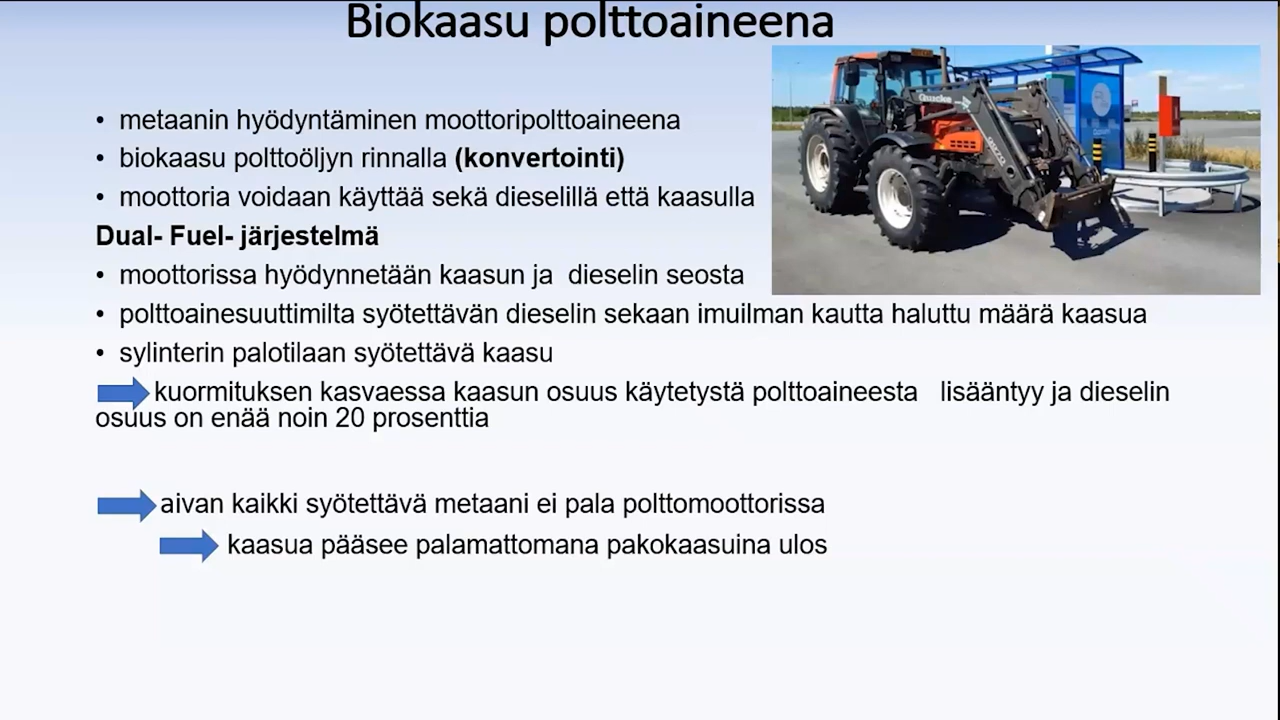 Biokaasu polttoaineena
• metaanin hyödyntäminen moottoripolttoaineena
• biokaasu polttoöljyn rinnalla (konvertointi)
• moottoria voidaan käyttää sekä dieselillä että kaasulla
Dual- Fuel- järjestelmä
• moottorissa hyödynnetään kaasun ja dieselin seosta
• polttoainesuuttimilta syötettävän dieselin sekaan imuilman kautta haluttu määrä kaasua
• sylinterin palotilaan syötettävä kaasu
kuormituksen kasvaessa kaasun osuus käytetystä polttoaineesta lisääntyy ja dieselin
osuus on enää noin 20 prosenttia
aivan kaikki syötettävä metaani ei pala polttomoottorissa
kaasua pääsee palamattomana pakokaasuina ulos
Quicke